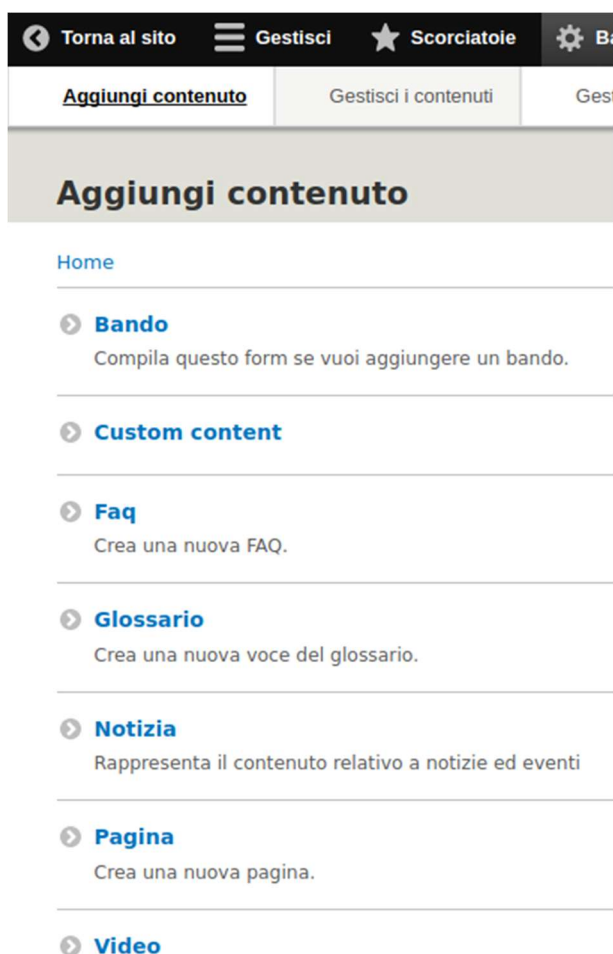 Torna al sito Gestisci Scorciatoie
Aggiungi contenuto Gestisci i contenuti
Aggiungi contenuto
Home
Bando
Compila questo form se vuoi aggiungere un bando.
Custom content
Faq
Crea una nuova FAQ.
Glossario
Crea una nuova voce del glossario.
Notizia
Rappresenta il contenuto relativo a notizie ed eventi
Pagina
Crea una nuova pagina.
Video